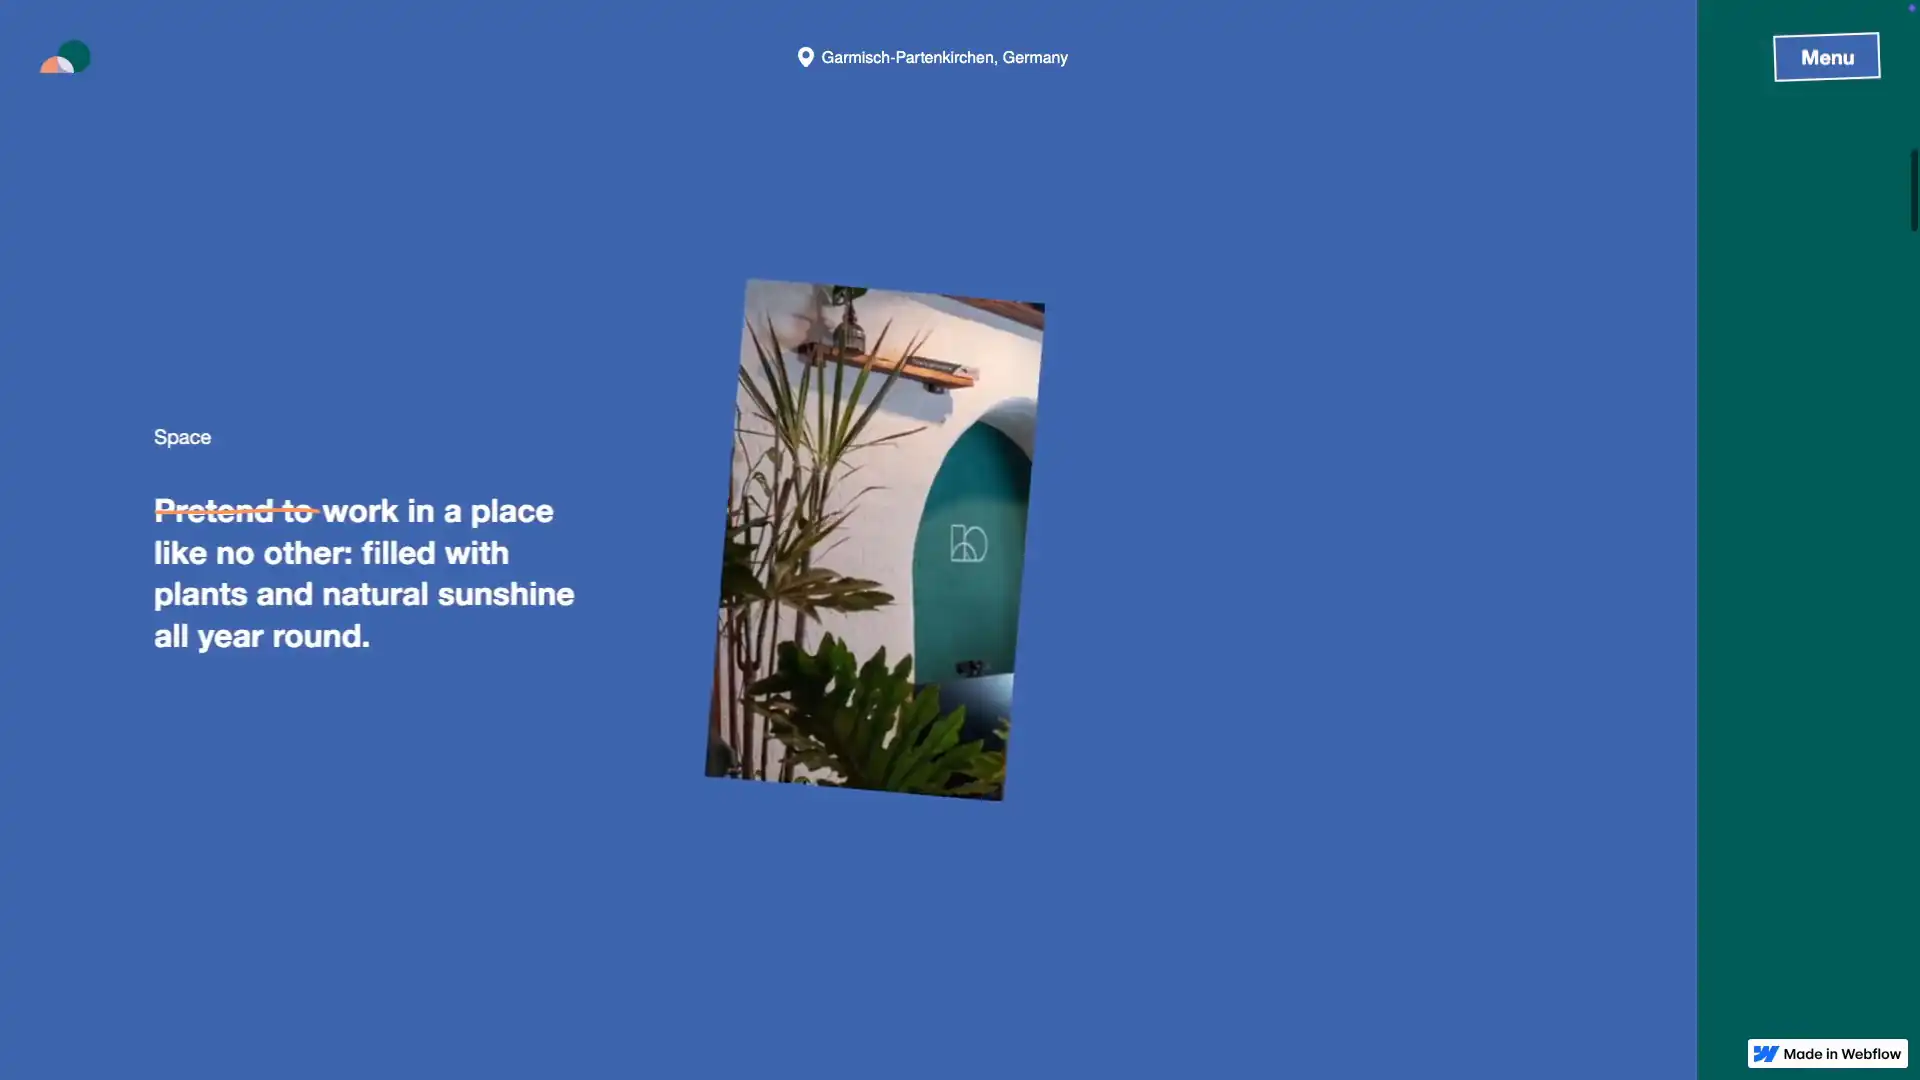 Garmisch-Partenkirchen, Germany
Menu
Space
Pretend to work in a place
like no other: filled with
plants and natural sunshine
all year round.
Made in Webflow